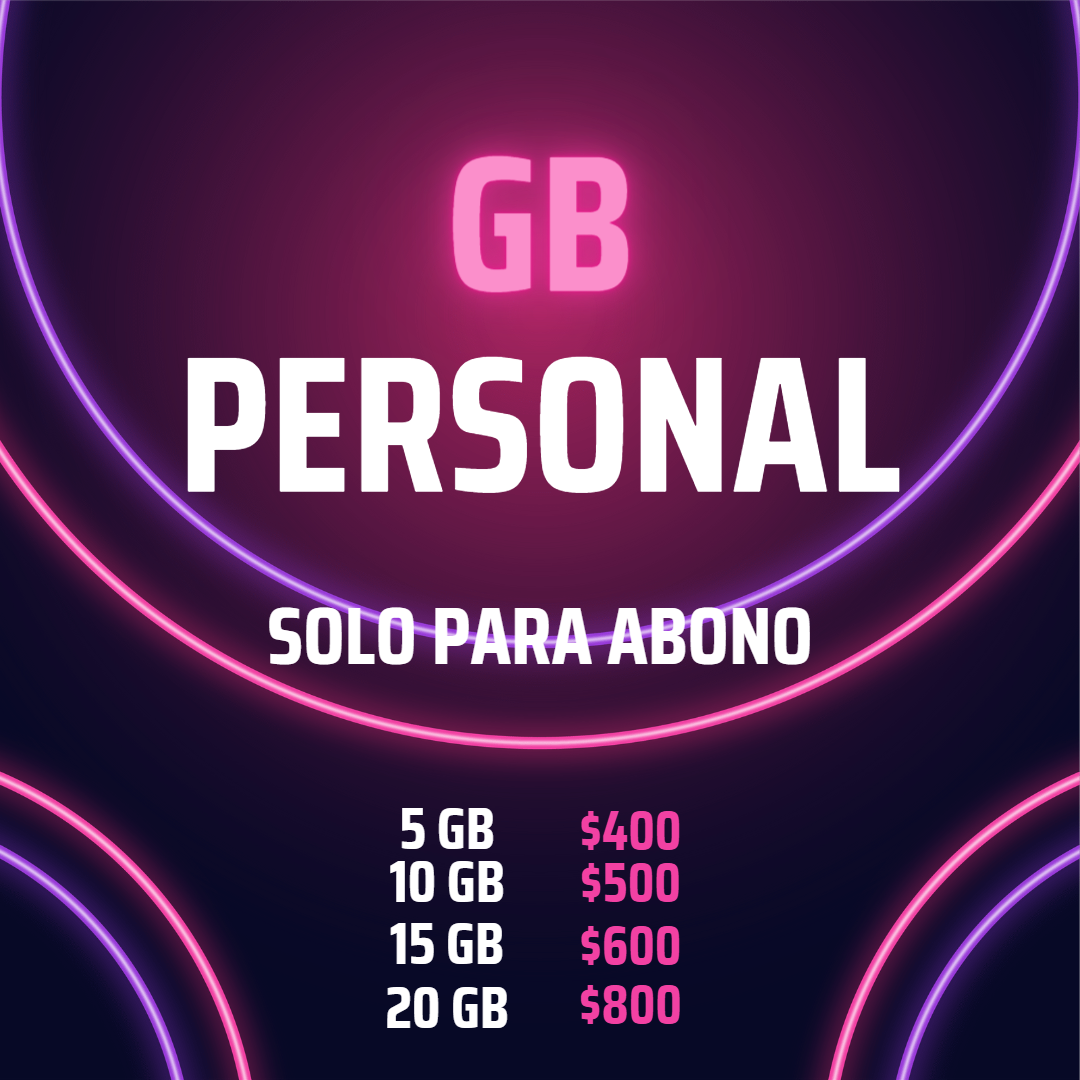 GB
PERSONAL
SOLO PARA ABONO
5 GB $400
10 GB $500
15 GB $600
20 GB $800